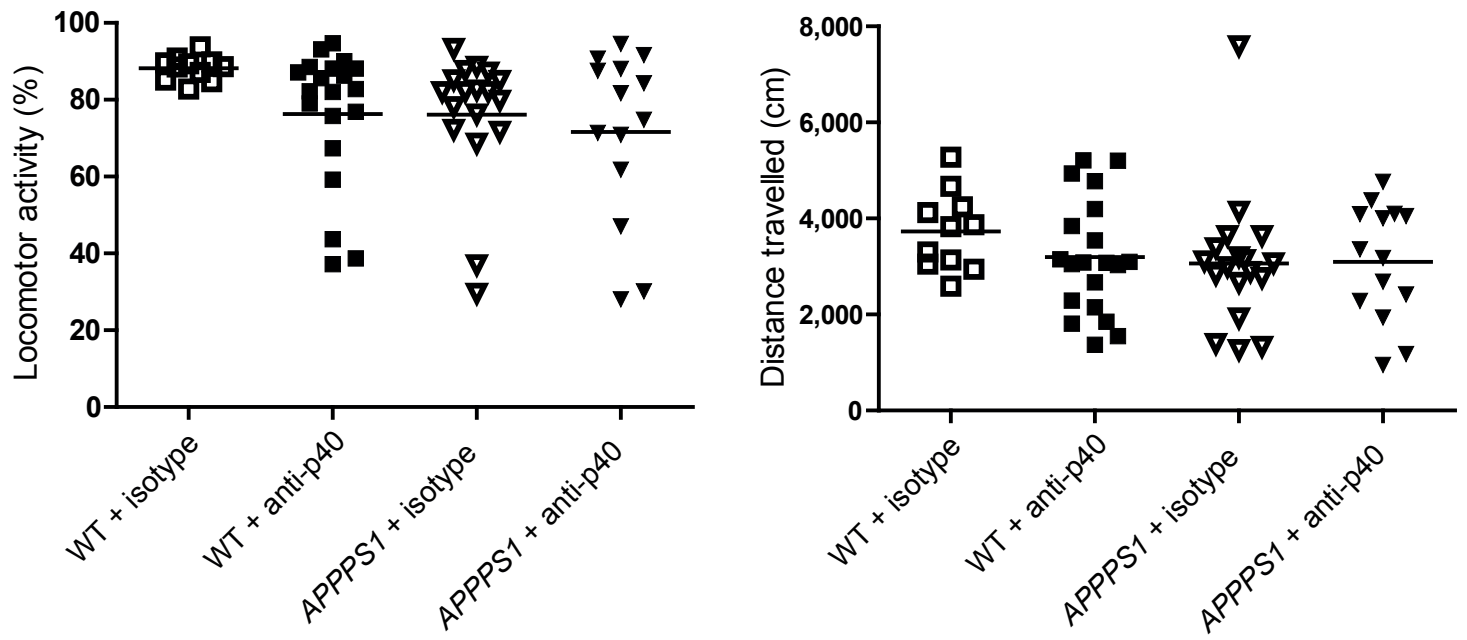 Locomotor activity (%)
100
80
60
40
20
0
WT + isotype
WT + anti-p40
APPPS1 + isotype
APPPS1 + anti-p40
Distance travelled (cm)
8,000
6,000
4,000
2,000
0
WT + isotype
WT + anti-p40
APPPS1 + isotype
APPPS1 + anti-p40